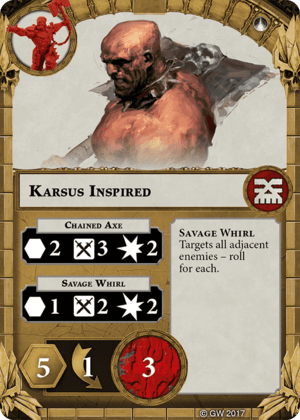 Karsus Inspired
Chained Axe
2 3 2
Savage Whirl
1 2 2
Savage Whirl
Targets all adjacent
enemies – roll
for each.
5 1 3
© GW 2017